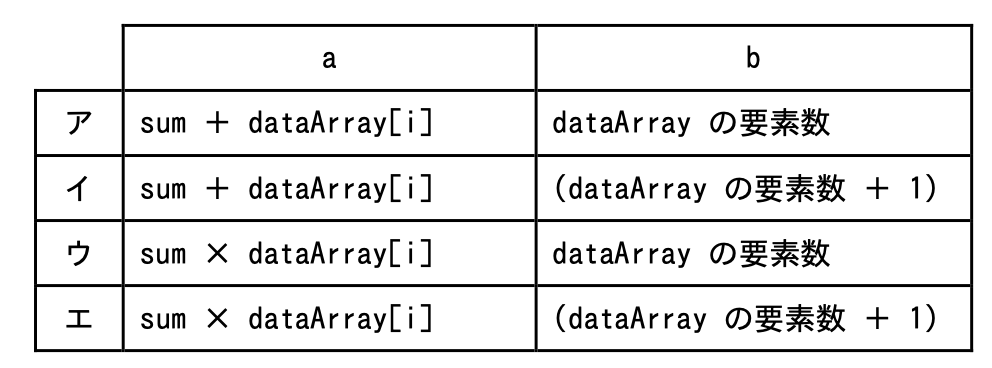 a b
ア sum ＋ dataArray[i] dataArray の要素数
イ sum ＋ dataArray[i] (dataArray の要素数 ＋ 1)
ウ sum × dataArray[i] dataArray の要素数
エ sum × dataArray[i] (dataArray の要素数 ＋ 1)